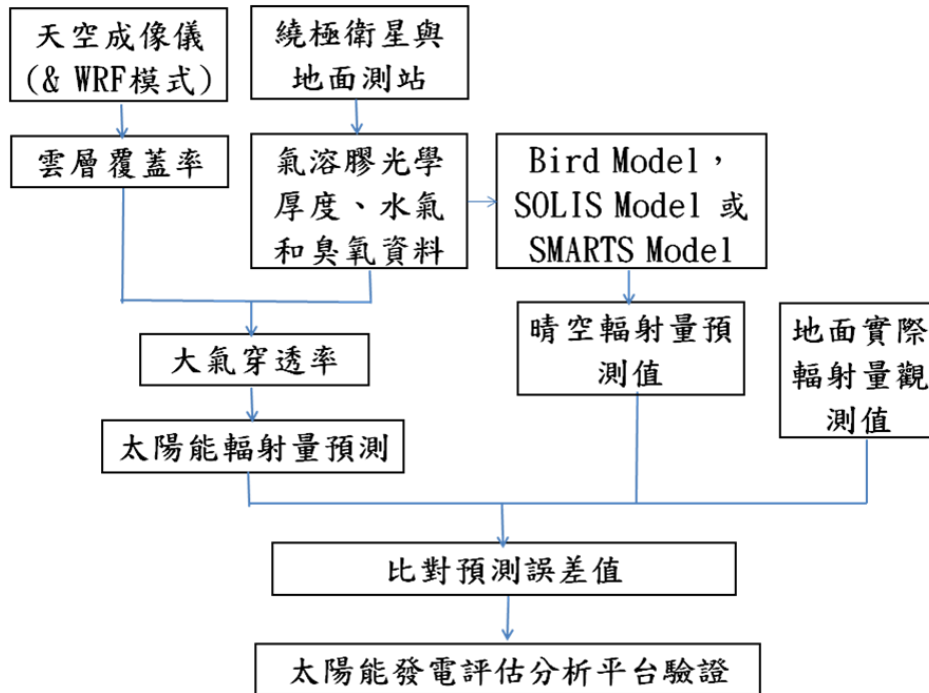 天空成像儀
(& WRF模式)
繞極衛星與
地面測站
雲層覆蓋率
氣溶膠光學
厚度、水氣
和臭氧資料
Bird Model，
SOLIS Model 或
SMARTS Model
大氣穿透率
晴空輻射量預
測值
地面實際
輻射量觀
測值
太陽能輻射量預測
比對預測誤差值
太陽能發電評估分析平台驗證